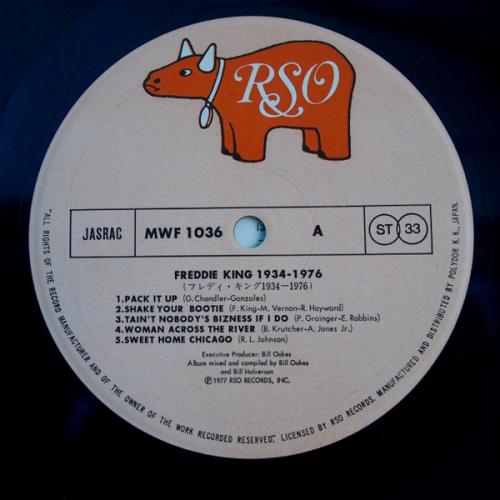 RSO
JASRAC
MWF 1036
A
ST 33
FREDDIE KING 1934-1976
(フレディ・キング1934—1976)
1.PACK IT UP (G.Chandler-Gonzales)
2.SHAKE YOUR BOOTIE (F. King-M. Vernon-R. Hayward)
3.TAIN'T NOBODY'S BIZNESS IF I DO (P. Grainger-E. Robbins)
4.WOMAN ACROSS THE RIVER (B. Krutcher-A. Jones Jr.)
5.SWEET HOME CHICAGO (R. L. Johnson)
Executive Producer; Bill Oakes
Album mixed and compiled by Bill Oakes
and Bill Halverson
℗1977 RSO RECORDS, INC.
"ALL RIGHTS OF THE RECORD MANUFACTURER AND OF THE OWNER OF THE WORK RECORDED RESERVED". LICENSED BY RSO RECORDS. MANUFACTURED AND DISTRIBUTED BY POLYDOR K. K., JAPAN.